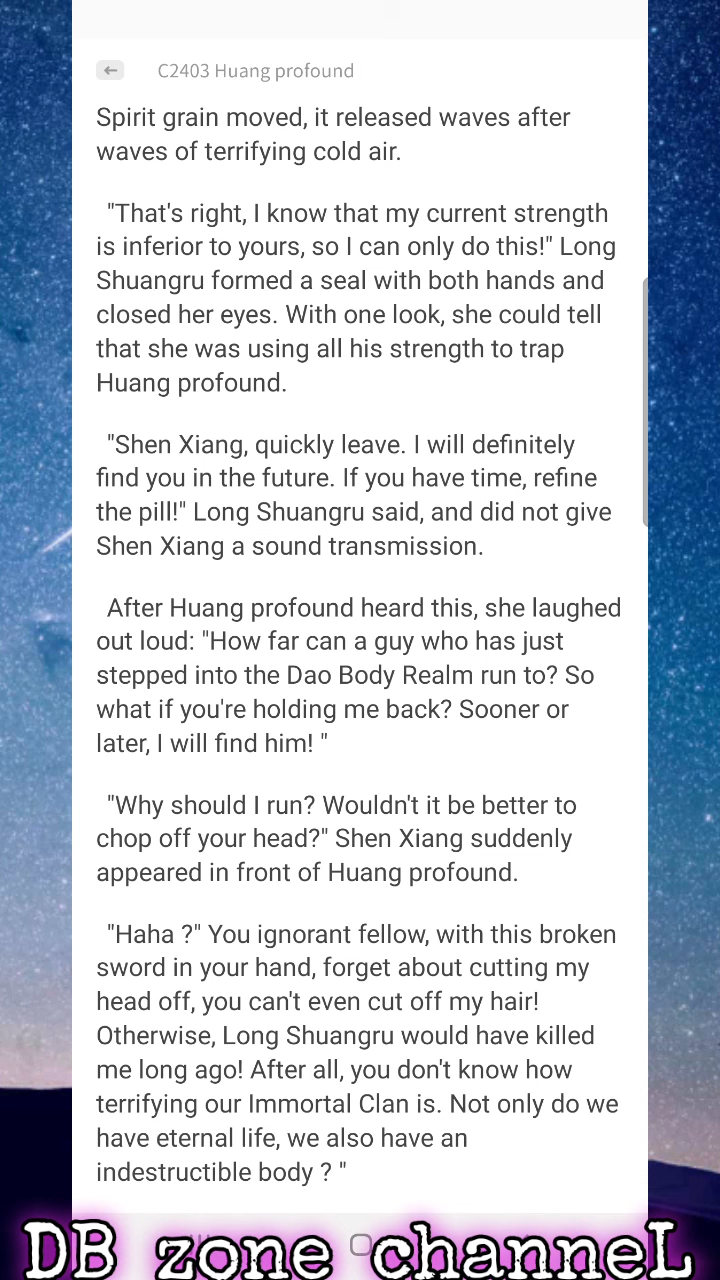 C2403 Huang profound
Spirit grain moved, it released waves after
waves of terrifying cold air.
"That's right, I know that my current strength
is inferior to yours, so I can only do this!" Long
Shuangru formed a seal with both hands and
closed her eyes. With one look, she could tell
that she was using all his strength to trap
Huang profound.
"Shen Xiang, quickly leave. I will definitely
find you in the future. If you have time, refine
the pill!" Long Shuangru said, and did not give
Shen Xiang a sound transmission.
After Huang profound heard this, she laughed
out loud: "How far can a guy who has just
stepped into the Dao Body Realm run to? So
what if you're holding me back? Sooner or
later, I will find him! "
"Why should I run? Wouldn't it be better to
chop off your head?" Shen Xiang suddenly
appeared in front of Huang profound.
"Haha ?" You ignorant fellow, with this broken
sword in your hand, forget about cutting my
head off, you can't even cut off my hair!
Otherwise, Long Shuangru would have killed
me long ago! After all, you don't know how
terrifying our Immortal Clan is. Not only do we
have eternal life, we also have an
indestructible body ? "
DB zone channeL